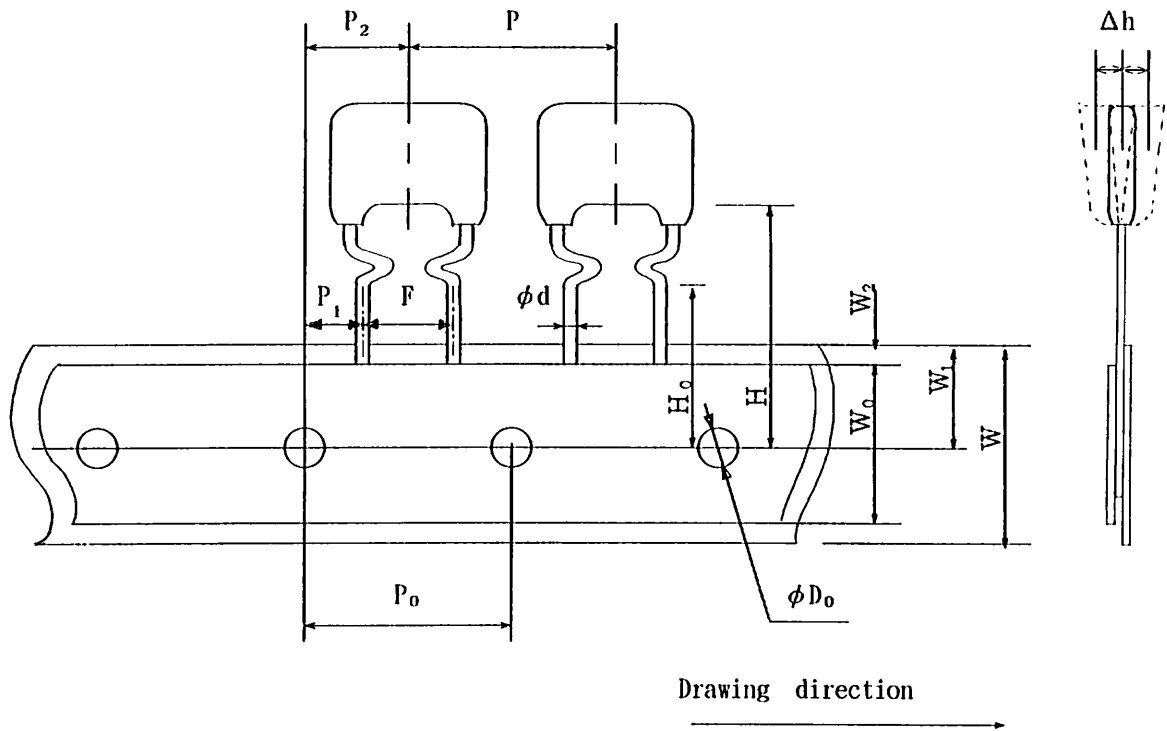 P₂
P
Δh
P₁
F
φd
W₂
H₀
H
W₀
W₁
W
P₀
φD₀
Drawing direction